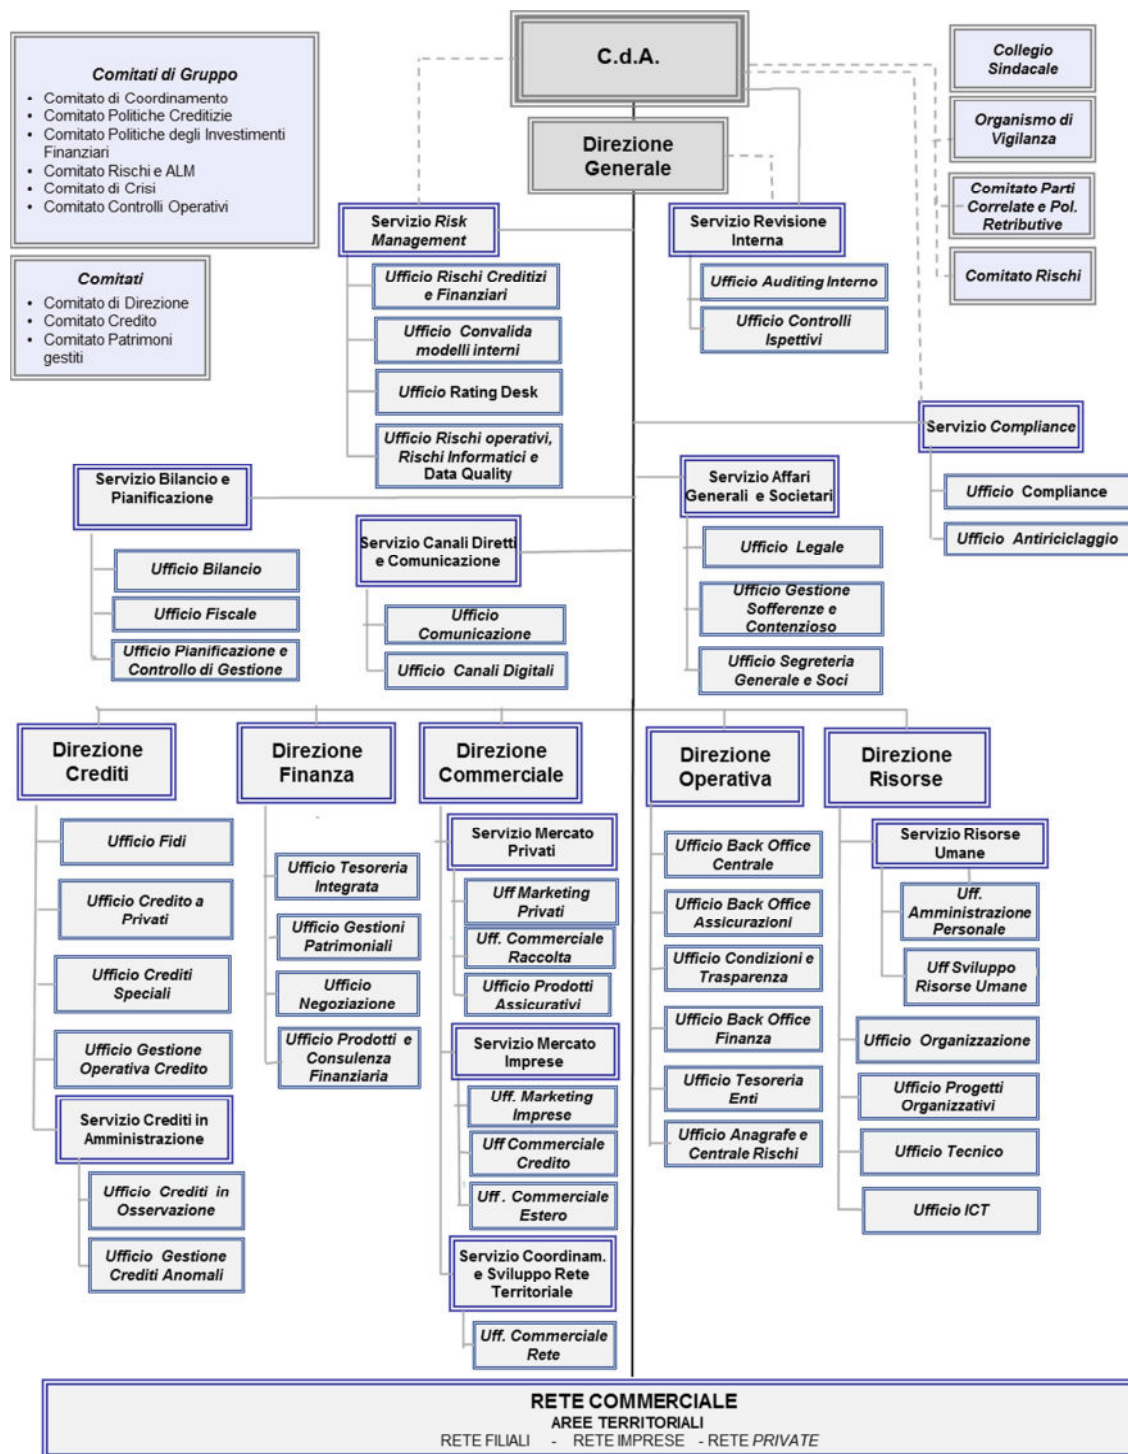 C.d.A.
Direzione
Generale
Comitati di Gruppo
• Comitato di Coordinamento
• Comitato Politiche Creditizie
• Comitato Politiche degli Investimenti
Finanziari
• Comitato Rischi e ALM
• Comitato di Crisi
• Comitato Controlli Operativi
Comitati
• Comitato di Direzione
• Comitato Credito
• Comitato Patrimoni
gestiti
Collegio
Sindacale
Organismo di
Vigilanza
Comitato Parti
Correlate e Pol.
Retributive
Comitato Rischi
Servizio Risk
Management
Ufficio Rischi Creditizi
e Finanziari
Ufficio Convalida
modelli interni
Ufficio Rating Desk
Ufficio Rischi operativi,
Rischi Informatici e
Data Quality
Servizio Revisione
Interna
Ufficio Auditing Interno
Ufficio Controlli
Ispettivi
Servizio Compliance
Ufficio Compliance
Ufficio Antiriciclaggio
Servizio Bilancio e
Pianificazione
Ufficio Bilancio
Ufficio Fiscale
Ufficio Pianificazione e
Controllo di Gestione
Servizio Canali Diretti
e Comunicazione
Ufficio
Comunicazione
Ufficio Canali Digitali
Servizio Affari
Generali e Societari
Ufficio Legale
Ufficio Gestione
Sofferenze e
Contenzioso
Ufficio Segreteria
Generale e Soci
Direzione
Crediti
Ufficio Fidi
Ufficio Credito a
Privati
Ufficio Crediti
Speciali
Ufficio Gestione
Operativa Credito
Servizio Crediti in
Amministrazione
Ufficio Crediti in
Osservazione
Ufficio Gestione
Crediti Anomali
Direzione
Finanza
Ufficio Tesoreria
Integrata
Ufficio Gestioni
Patrimoniali
Ufficio
Negoziazione
Ufficio Prodotti e
Consulenza
Finanziaria
Direzione
Commerciale
Servizio Mercato
Privati
Uff Marketing
Privati
Uff. Commerciale
Raccolta
Ufficio Prodotti
Assicurativi
Servizio Mercato
Imprese
Uff. Marketing
Imprese
Uff Commerciale
Credito
Uff . Commerciale
Estero
Servizio Coordinam.
e Sviluppo Rete
Territoriale
Uff. Commerciale
Rete
Direzione
Operativa
Ufficio Back Office
Centrale
Ufficio Back Office
Assicurazioni
Ufficio Condizioni e
Trasparenza
Ufficio Back Office
Finanza
Ufficio Tesoreria
Enti
Ufficio Anagrafe e
Centrale Rischi
Direzione
Risorse
Servizio Risorse
Umane
Uff.
Amministrazione
Personale
Uff Sviluppo
Risorse Umane
Ufficio Organizzazione
Ufficio Progetti
Organizzativi
Ufficio Tecnico
Ufficio ICT
RETE COMMERCIALE
AREE TERRITORIALI
RETE FILIALI - RETE IMPRESE - RETE PRIVATE